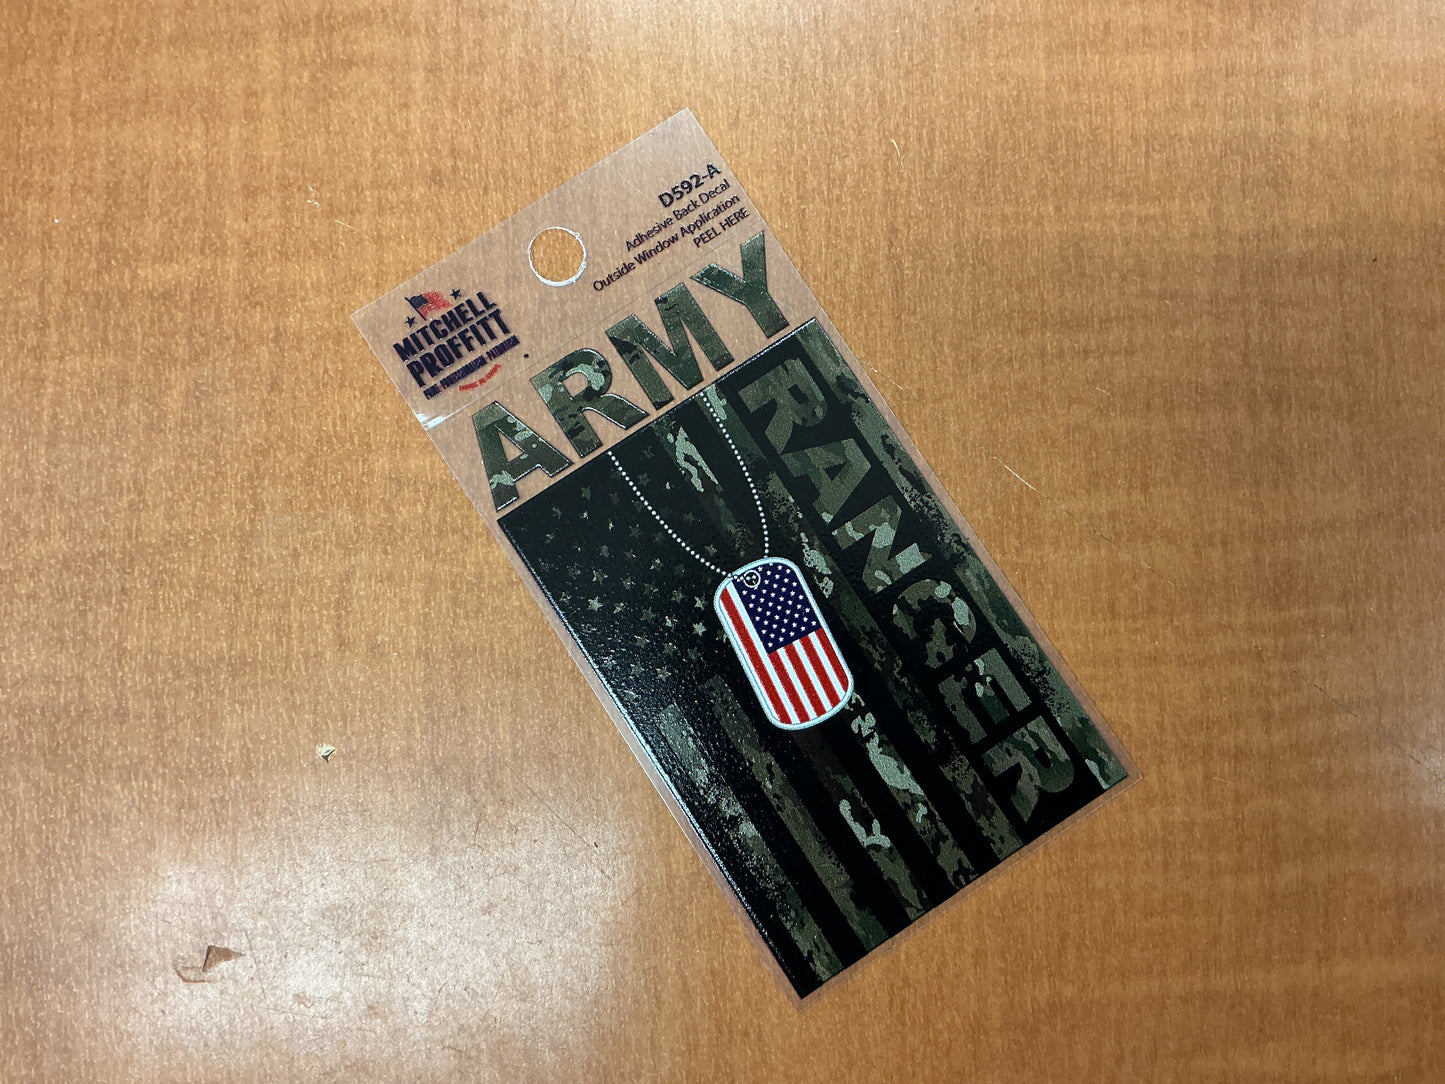 D592-A
Adhesive Back Decal
Outside Window Application
PEEL HERE
MITCHELL
PROFFITT
ARMY
RANGER